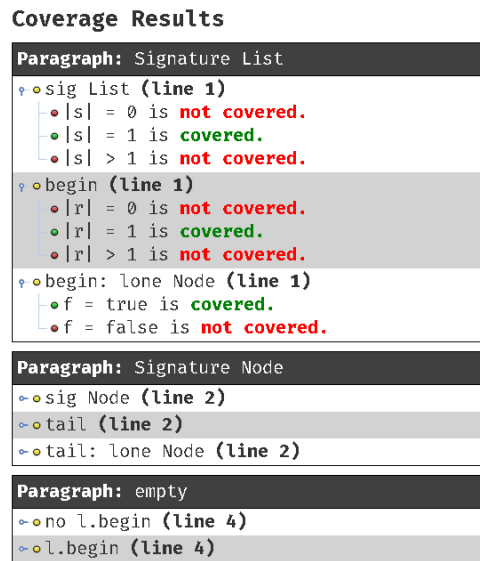 Coverage Results
Paragraph: Signature List
sig List (line 1)
|s| = 0 is not covered.
|s| = 1 is covered.
|s| > 1 is not covered.
begin (line 1)
|r| = 0 is not covered.
|r| = 1 is covered.
|r| > 1 is not covered.
begin: lone Node (line 1)
f = true is covered.
f = false is not covered.
Paragraph: Signature Node
sig Node (line 2)
tail (line 2)
tail: lone Node (line 2)
Paragraph: empty
no l.begin (line 4)
l.begin (line 4)